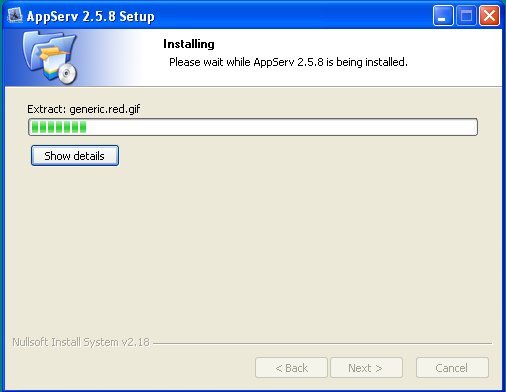 AppServ 2.5.8 Setup
Installing
Please wait while AppServ 2.5.8 is being installed.
Extract: generic.red.gif
Show details
Nullsoft Install System v2.18
< Back
Next >
Cancel